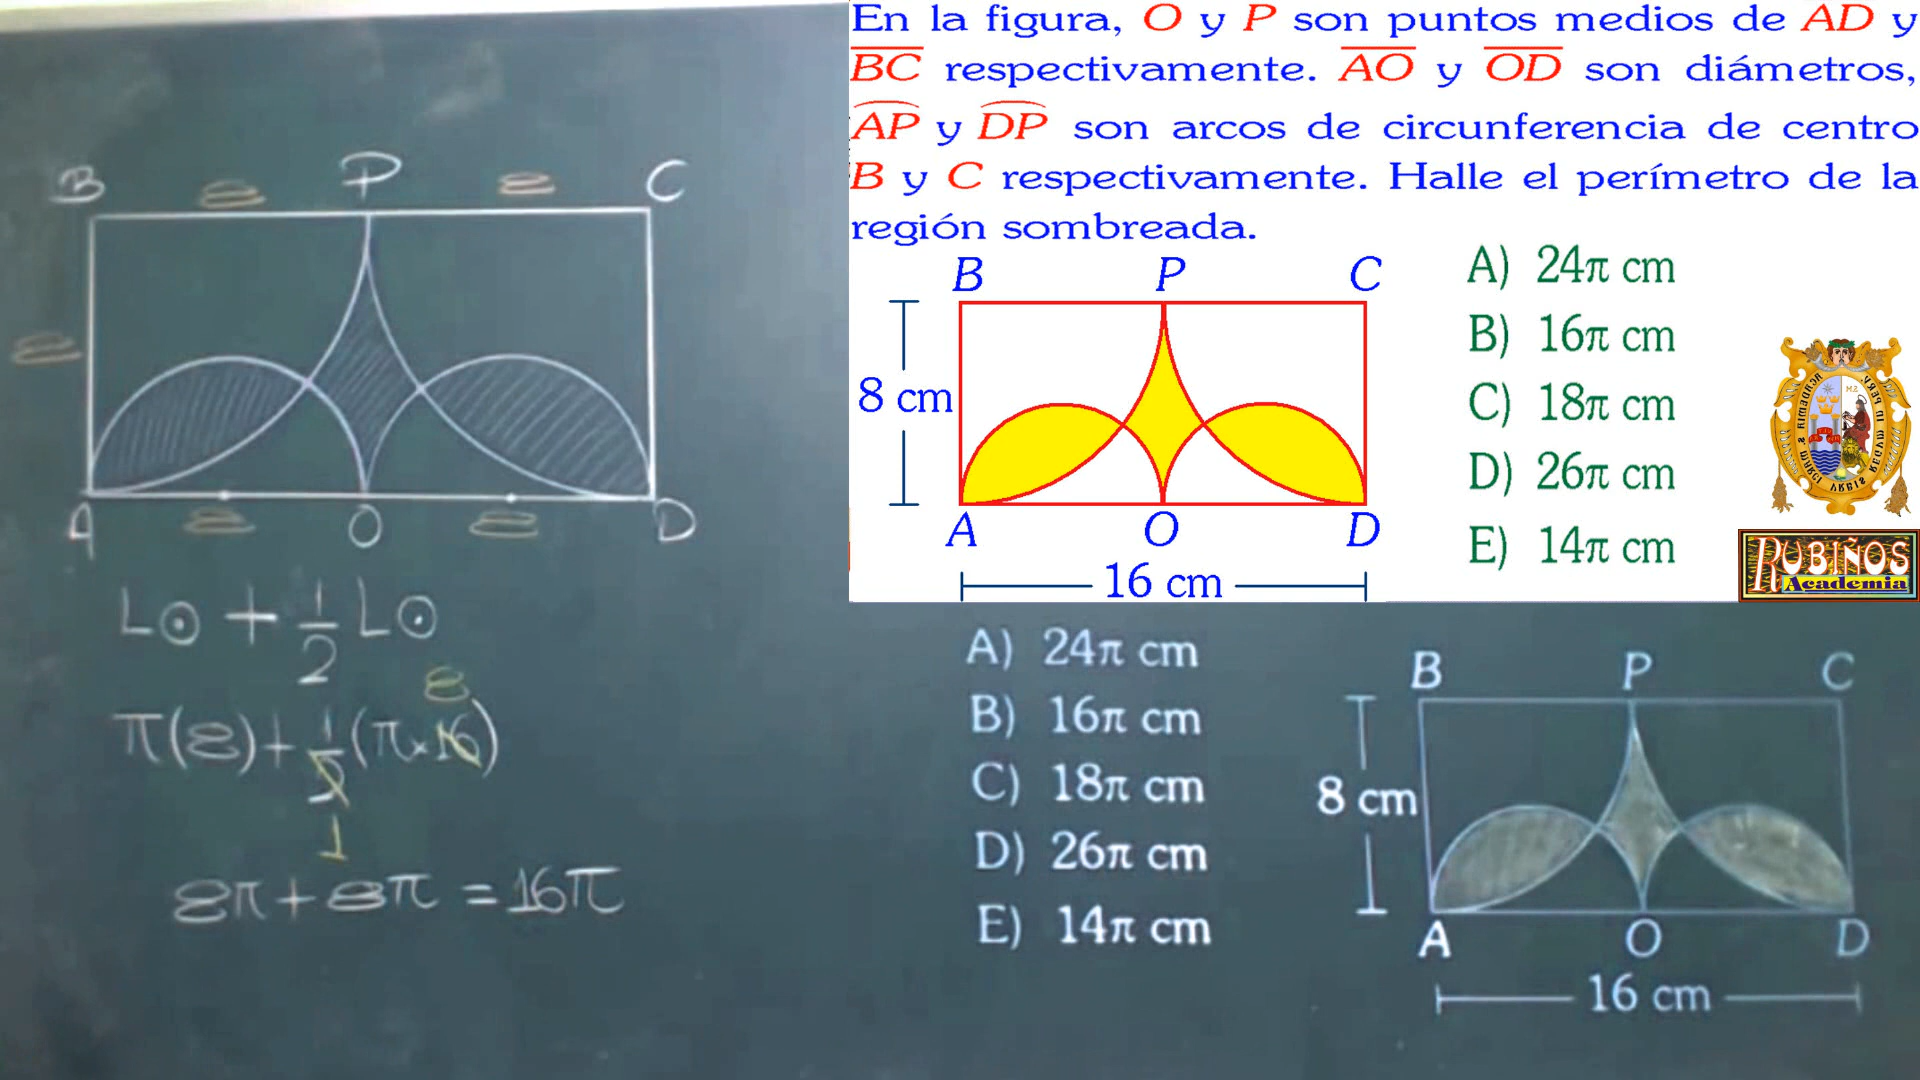 B 8 P 8 C
8
A 8 O 8 D
L⊙ + 1/2 L⊙
8
π(8) + 1/2 (π×16)
1
8π + 8π = 16π
En la figura, O y P son puntos medios de AD y
BC respectivamente. AO y OD son diámetros,
AP y DP son arcos de circunferencia de centro
B y C respectivamente. Halle el perímetro de la
región sombreada.
B P C
8 cm
A O D
16 cm
A) 24π cm
B) 16π cm
C) 18π cm
D) 26π cm
E) 14π cm
RUBIÑOS
Academia
A) 24π cm
B) 16π cm
C) 18π cm
D) 26π cm
E) 14π cm
B P C
8 cm
A O D
16 cm